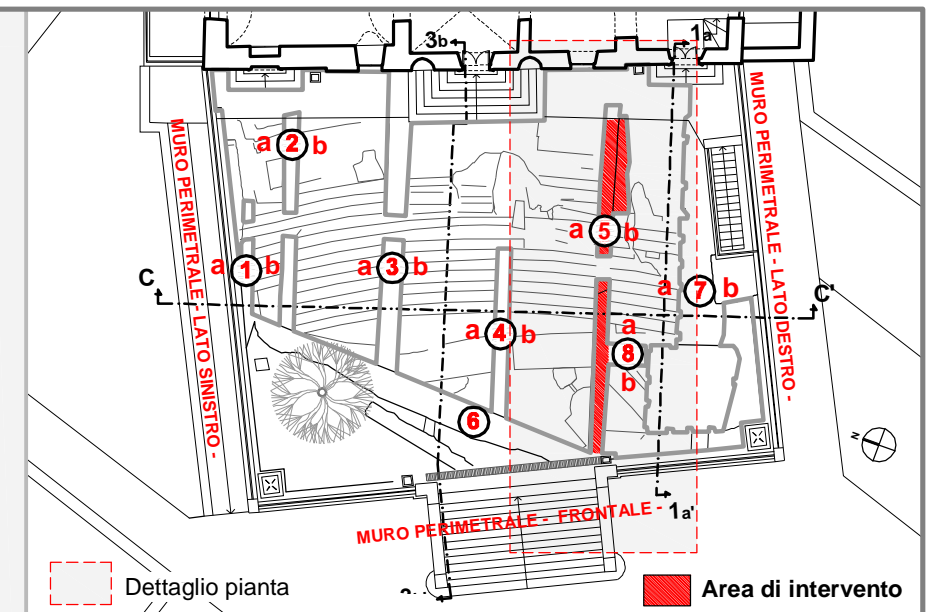 3b
1a
MURO PERIMETRALE - LATO SINISTRO -
MURO PERIMETRALE - LATO DESTRO -
a 2 b
a 5 b
a 1 b
a 3 b
a 7 b
C
C'
a 4 b
a
8
b
6
N
1a'
MURO PERIMETRALE - FRONTALE -
Dettaglio pianta
Area di intervento